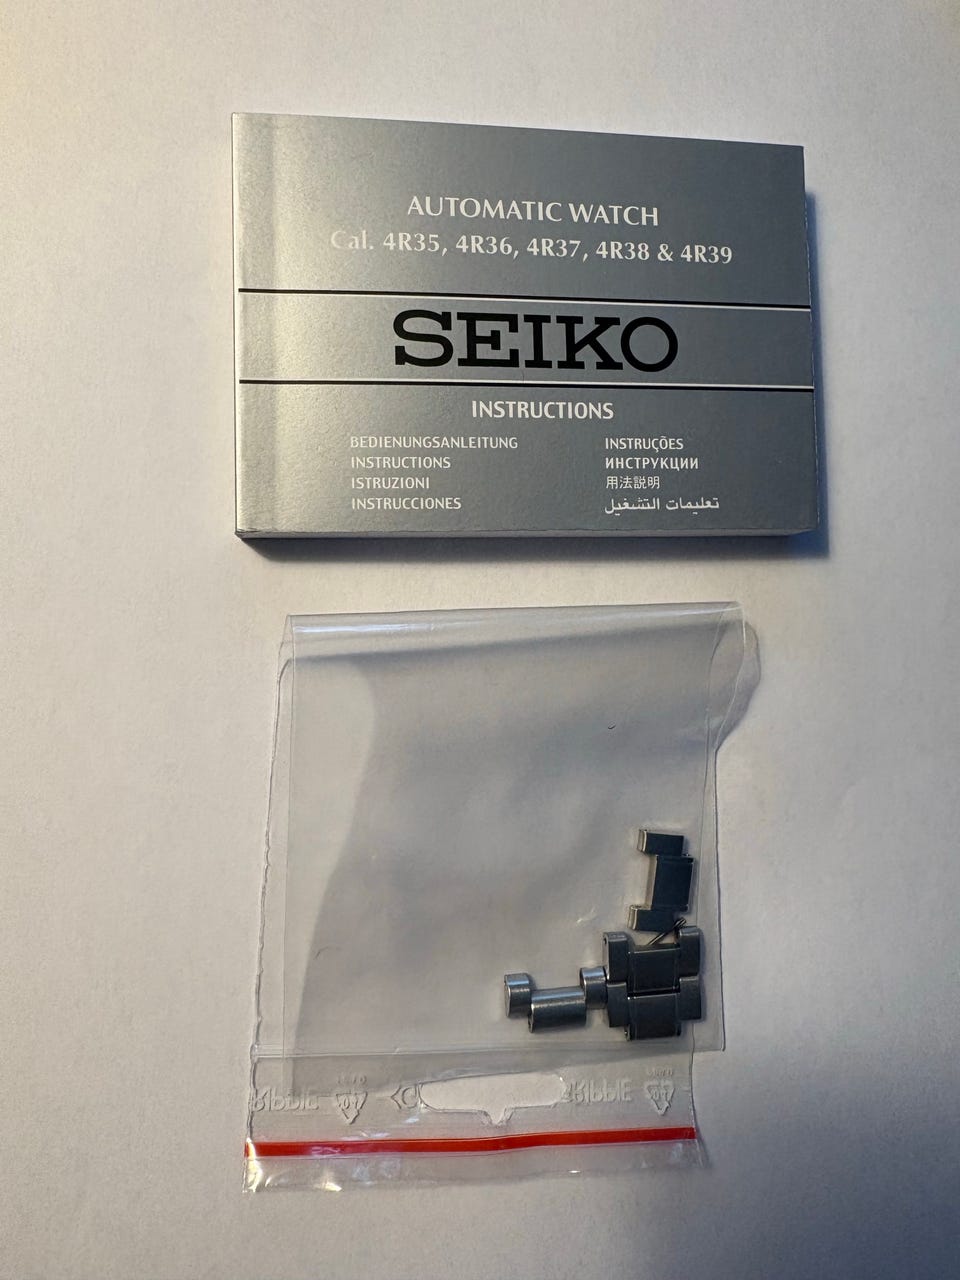 AUTOMATIC WATCH
Cal. 4R35, 4R36, 4R37, 4R38 & 4R39
SEIKO
INSTRUCTIONS
BEDIENUNGSANLEITUNG
INSTRUCTIONS
ISTRUZIONI
INSTRUCCIONES
INSTRUÇÕES
ИНСТРУКЦИИ
用法説明
تعليمات التشغيل